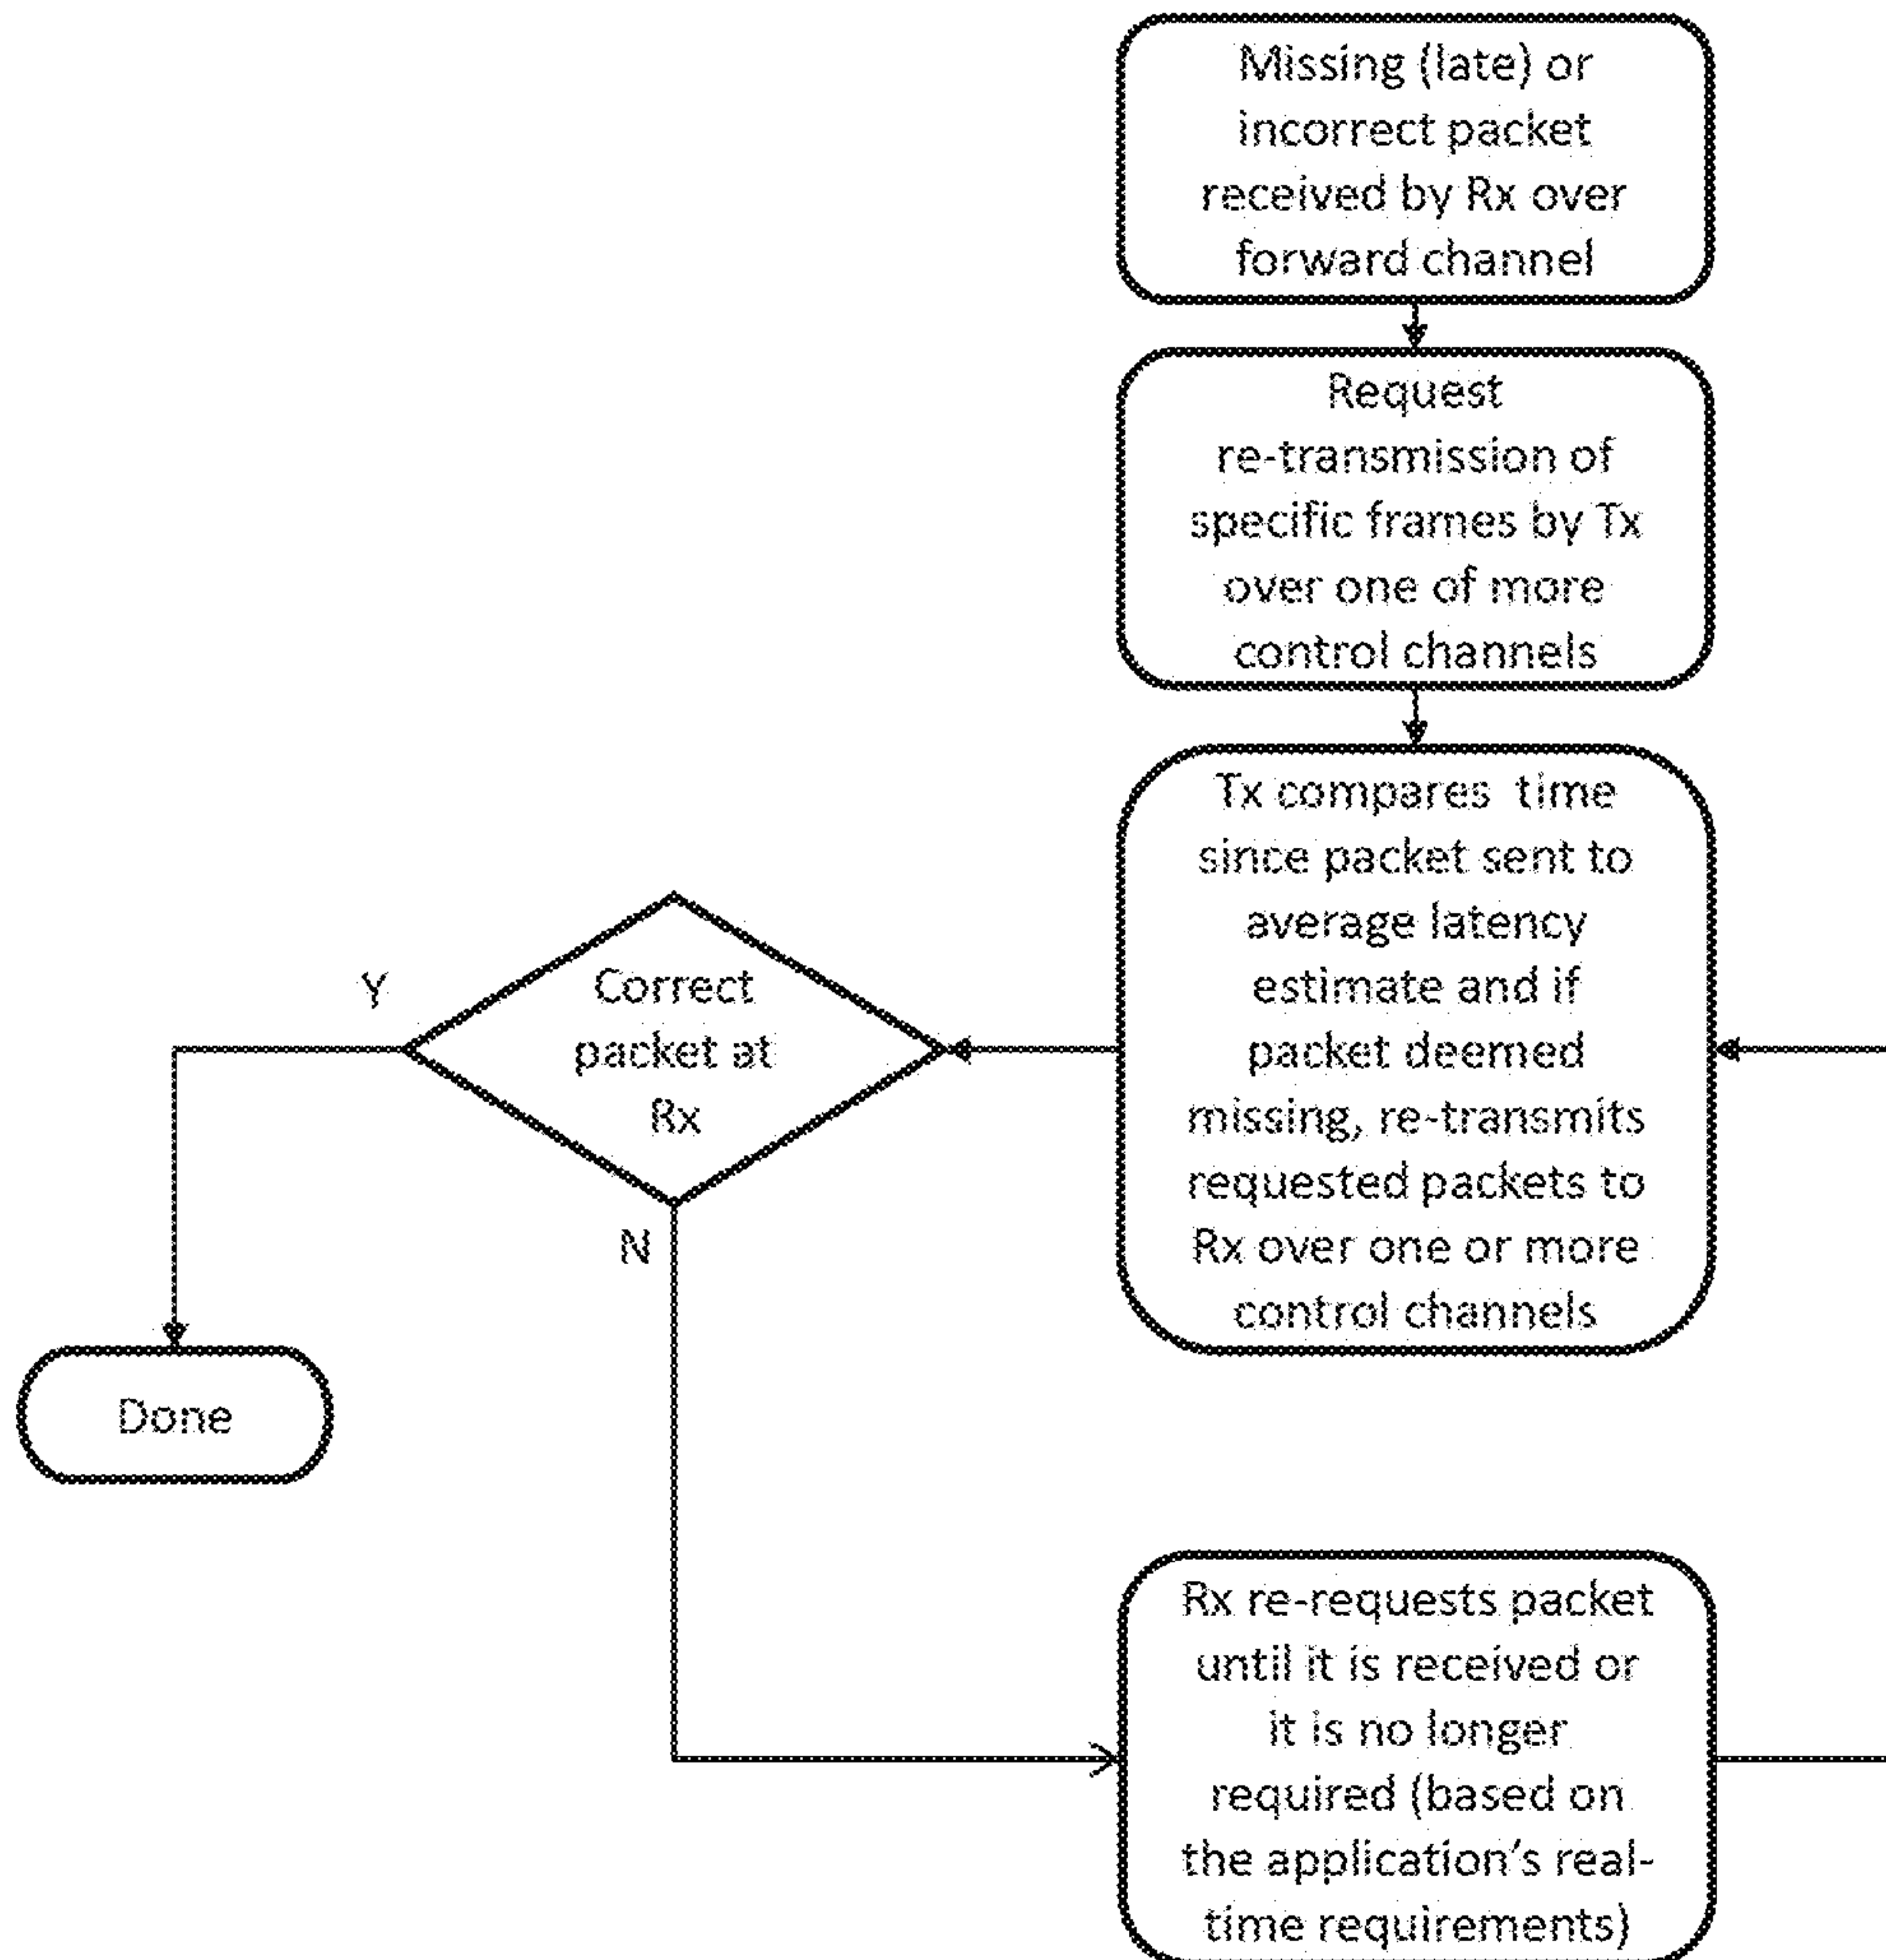 Missing (late) or
incorrect packet
received by Rx over
forward channel
Request
re-transmission of
specific frames by Tx
over one of more
control channels
Tx compares time
since packet sent to
average latency
estimate and if
packet deemed
missing, re-transmits
requested packets to
Rx over one or more
control channels
Correct
packet at
Rx
Y
N
Done
Rx re-requests packet
until it is received or
it is no longer
required (based on
the application's real-
time requirements)